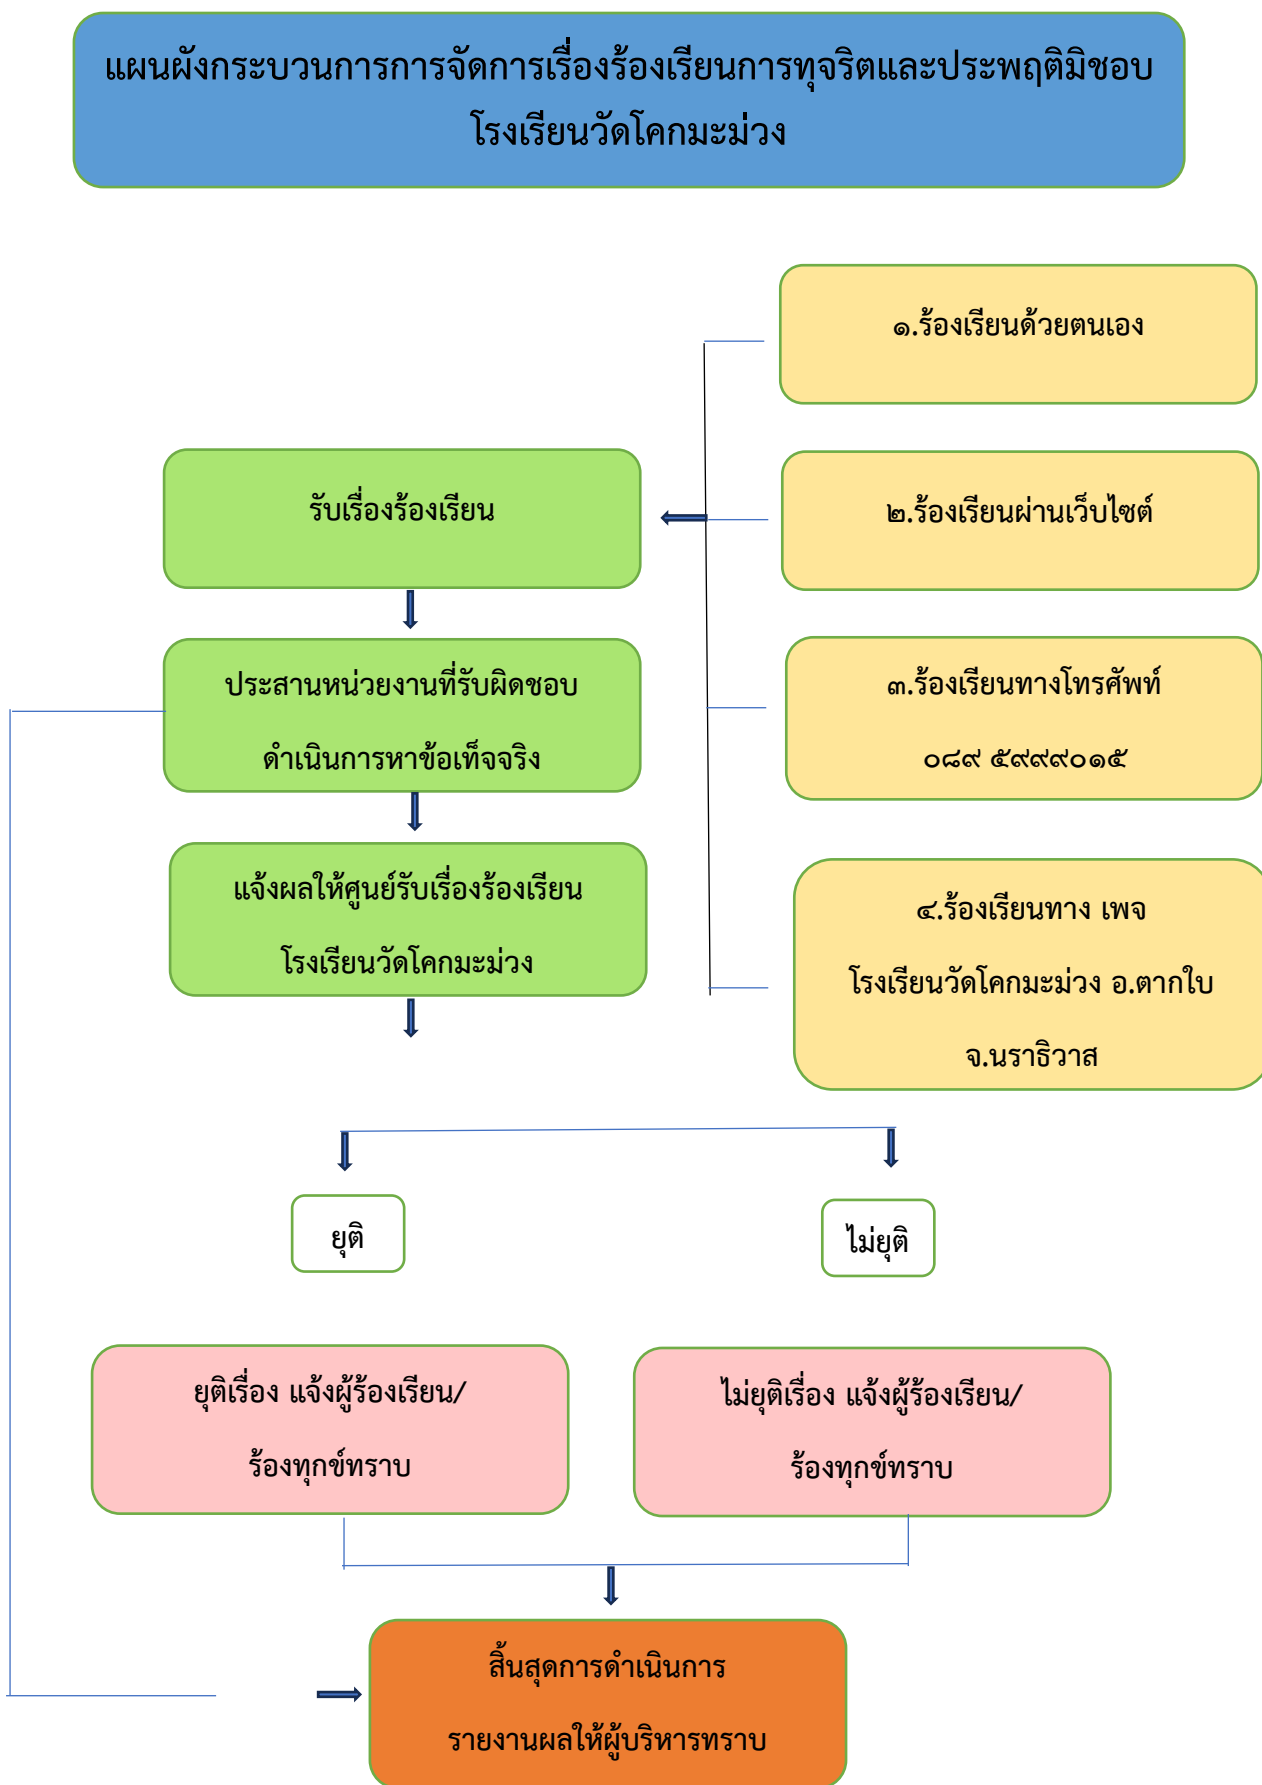 แผนผังกระบวนการการจัดการเรื่องร้องเรียนการทุจริตและประพฤติมิชอบ
โรงเรียนวัดโคกมะม่วง
๑.ร้องเรียนด้วยตนเอง
รับเรื่องร้องเรียน
๒.ร้องเรียนผ่านเว็บไซต์
ประสานหน่วยงานที่รับผิดชอบ
ดำเนินการหาข้อเท็จจริง
๓.ร้องเรียนทางโทรศัพท์
๐๘๙ ๕๙๙๙๐๑๕
แจ้งผลให้ศูนย์รับเรื่องร้องเรียน
โรงเรียนวัดโคกมะม่วง
๔.ร้องเรียนทาง เพจ
โรงเรียนวัดโคกมะม่วง อ.ตากใบ
จ.นราธิวาส
ยุติ
ไม่ยุติ
ยุติเรื่อง แจ้งผู้ร้องเรียน/
ร้องทุกข์ทราบ
ไม่ยุติเรื่อง แจ้งผู้ร้องเรียน/
ร้องทุกข์ทราบ
สิ้นสุดการดำเนินการ
รายงานผลให้ผู้บริหารทราบ